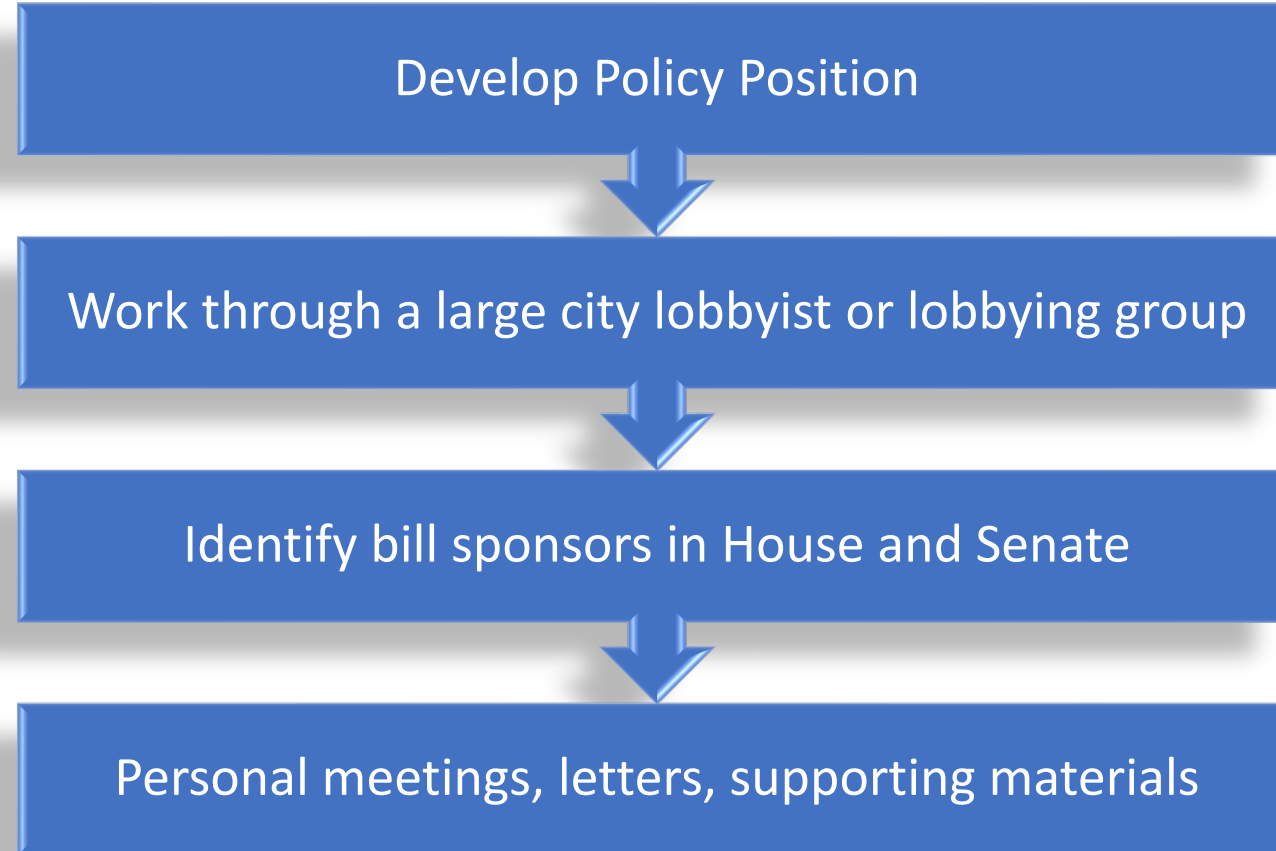 Develop Policy Position
Work through a large city lobbyist or lobbying group
Identify bill sponsors in House and Senate
Personal meetings, letters, supporting materials